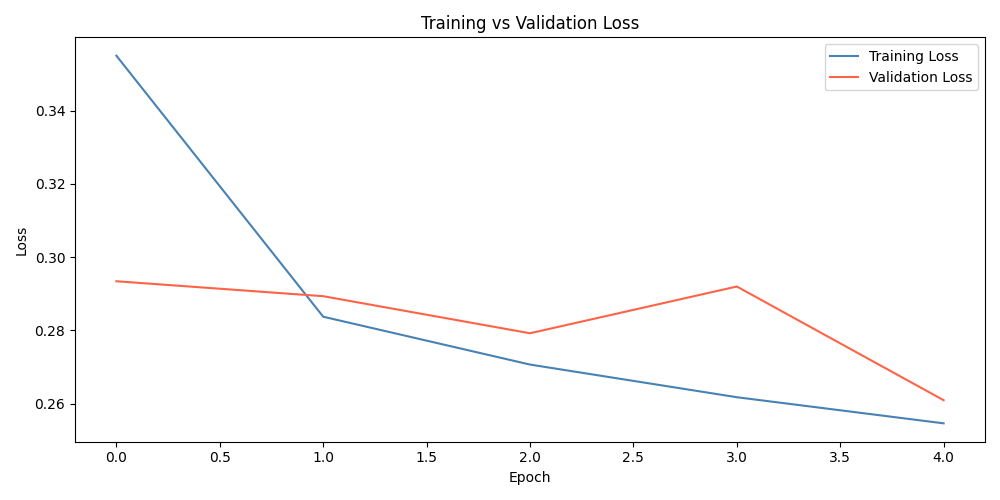 Training vs Validation Loss
Training Loss
Validation Loss
Loss
0.34
0.32
0.30
0.28
0.26
0.0 0.5 1.0 1.5 2.0 2.5 3.0 3.5 4.0
Epoch